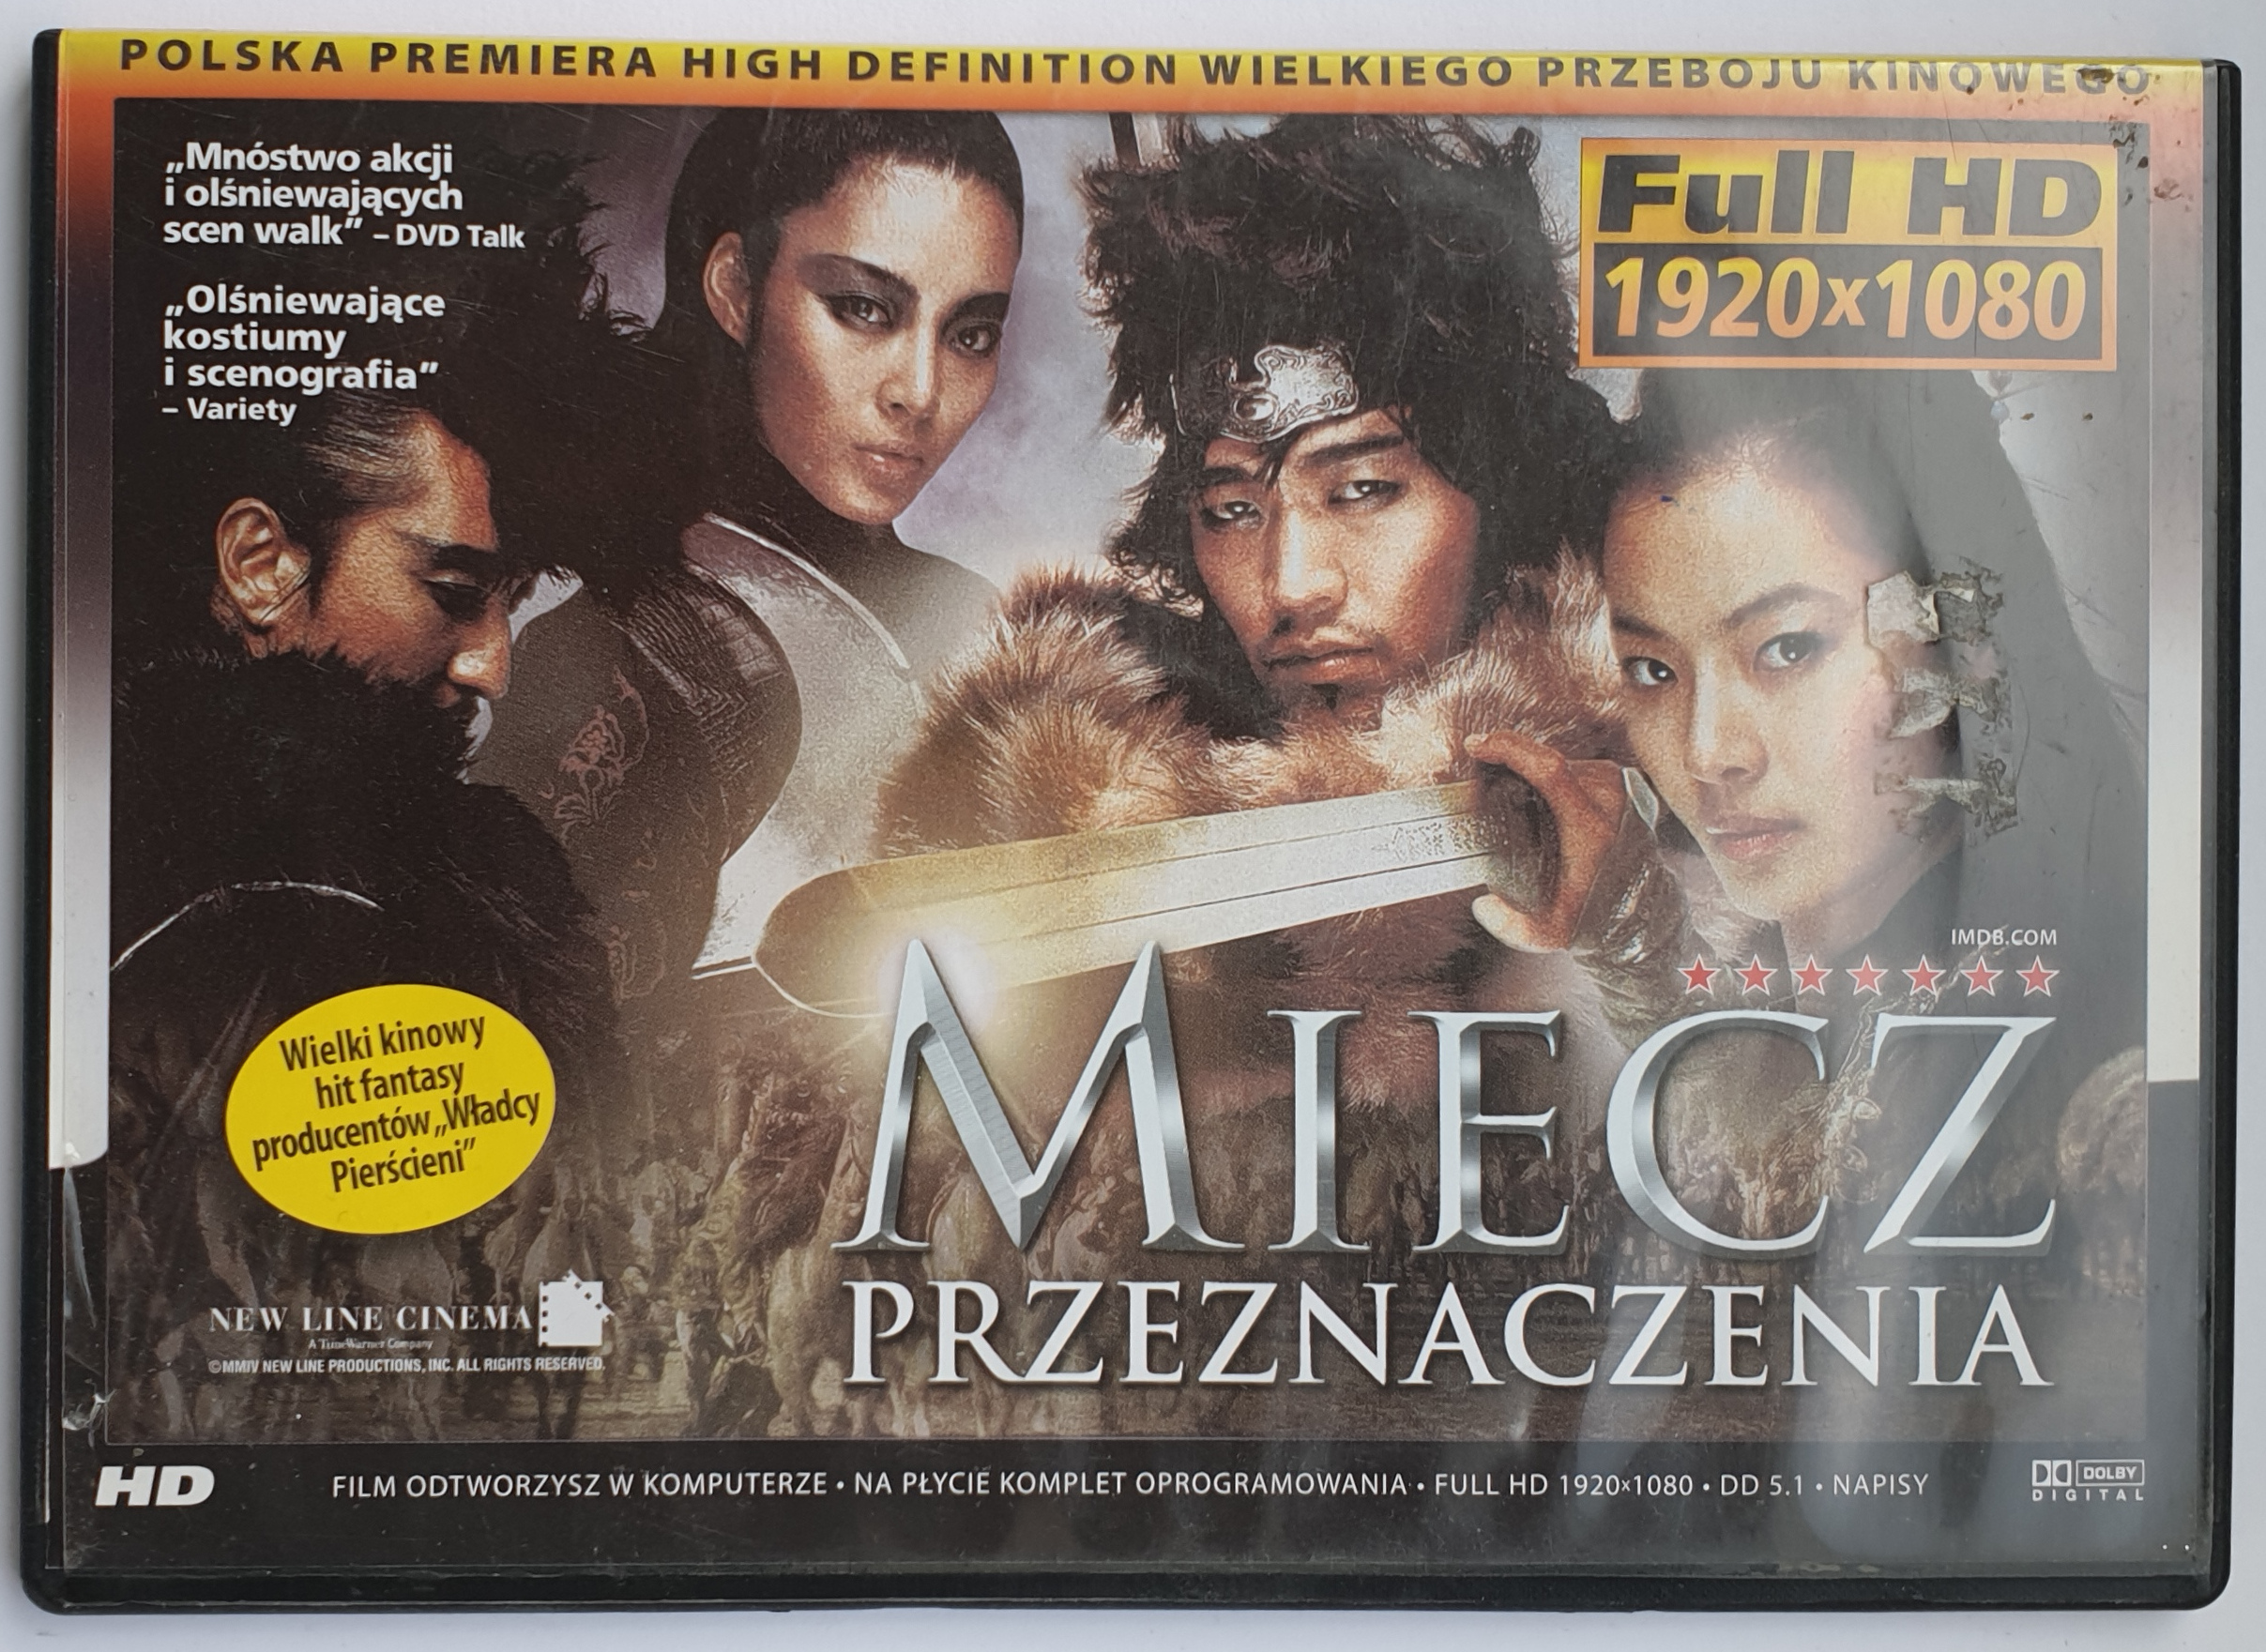 POLSKA PREMIERA HIGH DEFINITION WIELKIEGO PRZEBOJU KINOWEGO
„Mnóstwo akcji
i olśniewających
scen walk” – DVD Talk
„Olśniewające
kostiumy
i scenografia”
– Variety
Full HD
1920x1080
IMDB.COM
Wielki kinowy
hit fantasy
producentów „Władcy
Pierścieni”
MIECZ
PRZEZNACZENIA
NEW LINE CINEMA
A TimeWarner Company
©MMIV NEW LINE PRODUCTIONS, INC. ALL RIGHTS RESERVED.
HD
FILM ODTWORZYSZ W KOMPUTERZE • NA PŁYCIE KOMPLET OPROGRAMOWANIA • FULL HD 1920x1080 • DD 5.1 • NAPISY
DOLBY
DIGITAL